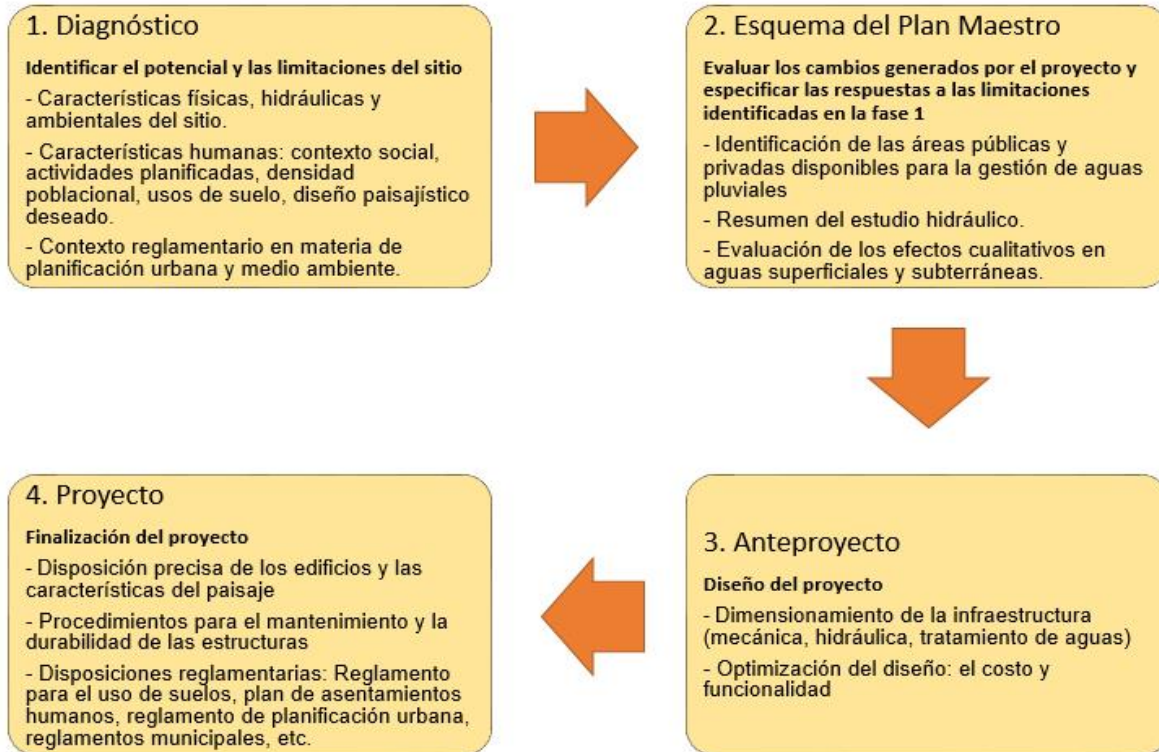 1. Diagnóstico
Identificar el potencial y las limitaciones del sitio
- Características físicas, hidráulicas y
ambientales del sitio.
- Características humanas: contexto social,
actividades planificadas, densidad
poblacional, usos de suelo, diseño paisajístico
deseado.
- Contexto reglamentario en materia de
planificación urbana y medio ambiente.
2. Esquema del Plan Maestro
Evaluar los cambios generados por el proyecto y
especificar las respuestas a las limitaciones
identificadas en la fase 1
- Identificación de las áreas públicas y
privadas disponibles para la gestión de aguas
pluviales
- Resumen del estudio hidráulico.
- Evaluación de los efectos cualitativos en
aguas superficiales y subterráneas.
3. Anteproyecto
Diseño del proyecto
- Dimensionamiento de la infraestructura
(mecánica, hidráulica, tratamiento de aguas)
- Optimización del diseño: el costo y
funcionalidad
4. Proyecto
Finalización del proyecto
- Disposición precisa de los edificios y las
características del paisaje
- Procedimientos para el mantenimiento y la
durabilidad de las estructuras
- Disposiciones reglamentarias: Reglamento
para el uso de suelos, plan de asentamientos
humanos, reglamento de planificación urbana,
reglamentos municipales, etc.